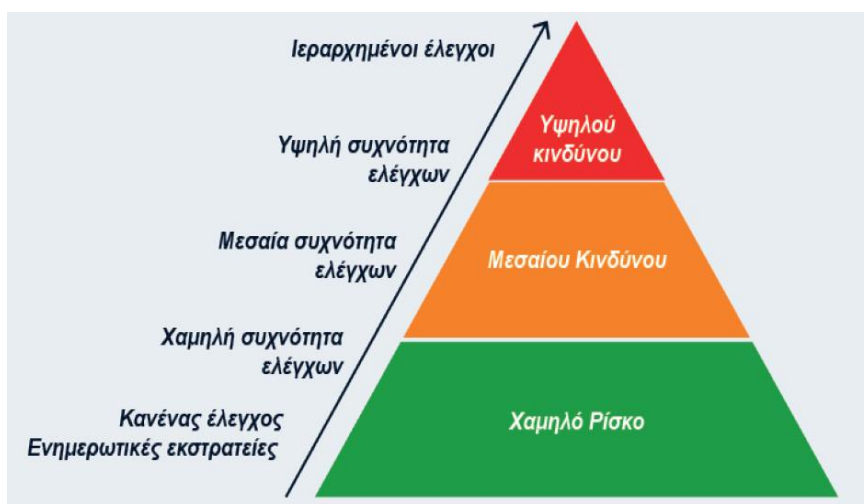 Ιεραρχημένοι έλεγχοι
Υψηλή συχνότητα
ελέγχων
Μεσαία συχνότητα
ελέγχων
Χαμηλή συχνότητα
ελέγχων
Κανένας έλεγχος
Ενημερωτικές εκστρατείες
Υψηλού
κινδύνου
Μεσαίου Κινδύνου
Χαμηλό Ρίσκο